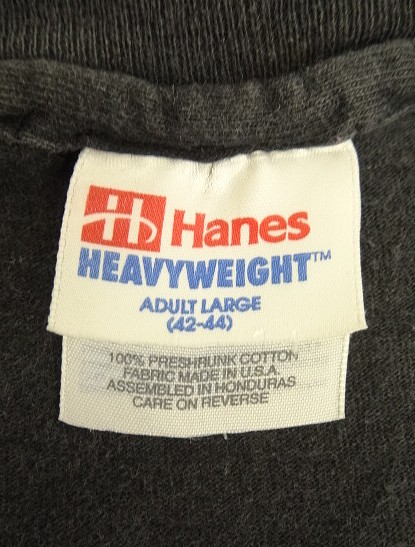 Hanes
HEAVYWEIGHT™
ADULT LARGE
(42-44)
100% PRESHRUNK COTTON
FABRIC MADE IN U.S.A.
ASSEMBLED IN HONDURAS
CARE ON REVERSE